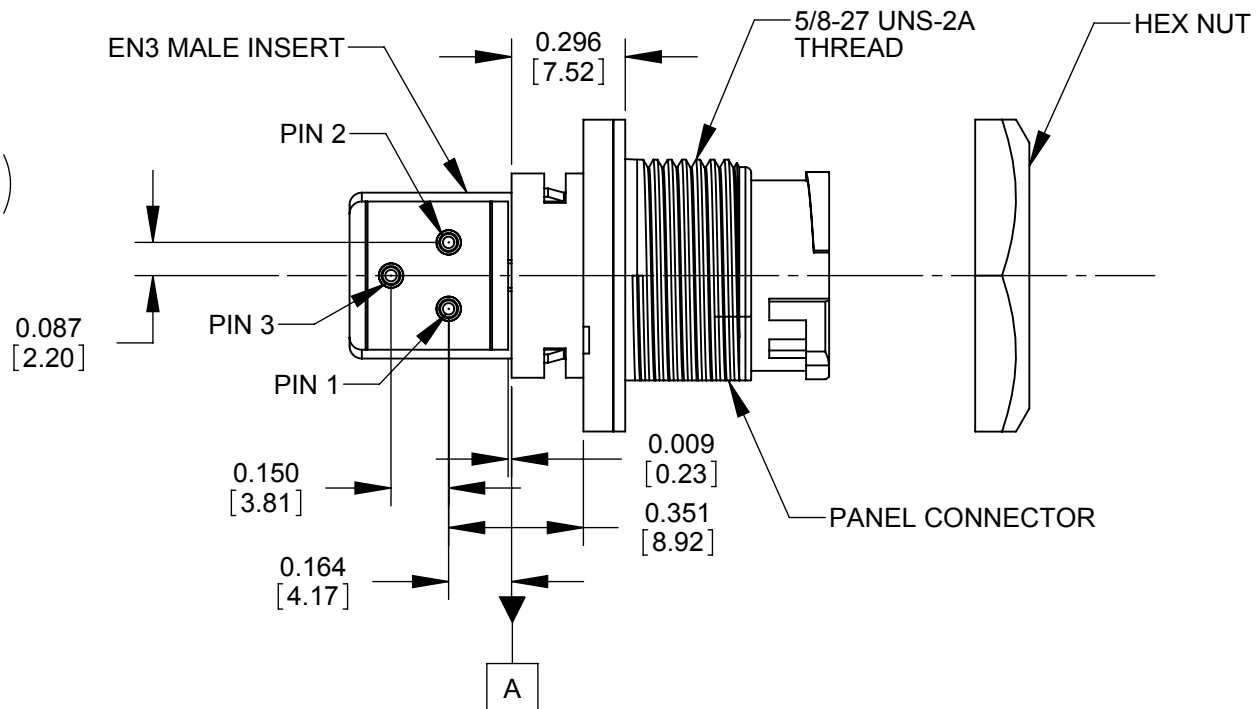 5/8-27 UNS-2A
THREAD
HEX NUT
EN3 MALE INSERT
0.296
[7.52]
PIN 2
0.087
[2.20]
PIN 3
PIN 1
0.150
[3.81]
0.009
[0.23]
0.351
[8.92]
PANEL CONNECTOR
0.164
[4.17]
A